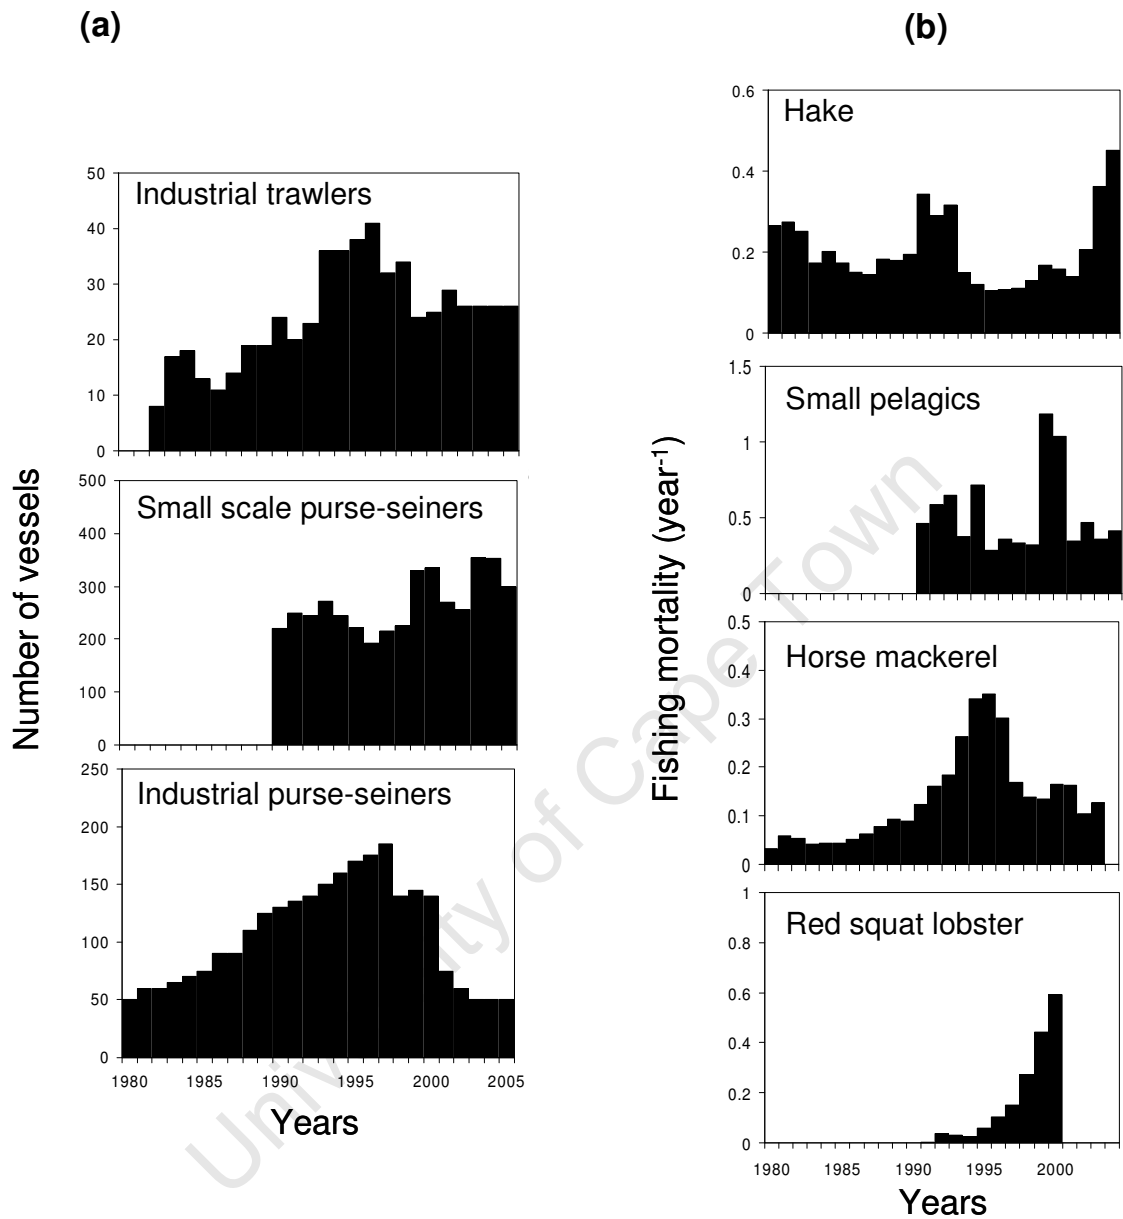 (a)
(b)
Number of vessels
50
40
30
20
10
0
Industrial trawlers
500
400
300
200
100
0
Small scale purse-seiners
250
200
150
100
50
0
Industrial purse-seiners
1980 1985 1990 1995 2000 2005
Years
Fishing mortality (year-1)
0.6
0.4
0.2
0
Hake
1.5
1
0.5
0
Small pelagics
0.5
0.4
0.3
0.2
0.1
0
Horse mackerel
1
0.8
0.6
0.4
0.2
0
Red squat lobster
1980 1985 1990 1995 2000
Years
University of Cape Town